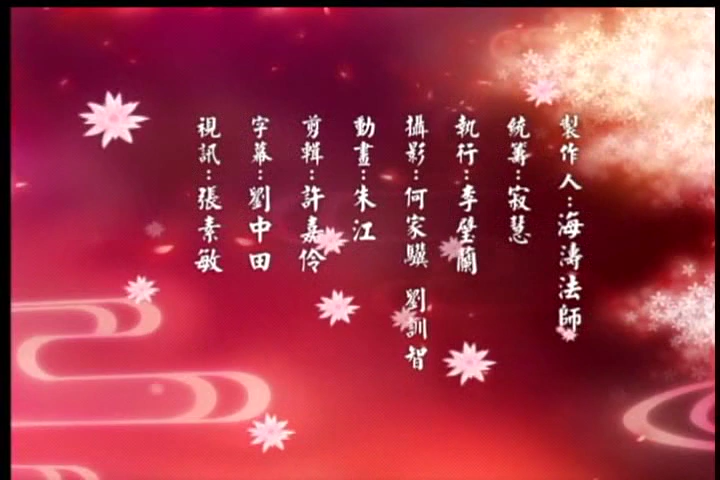 製作人:海濤法師
統籌:寂慧
執行:李璧蘭
攝影:何家驥 劉訓智
動畫:朱江
剪輯:許嘉伶
字幕:劉中田
視訊:張素敏